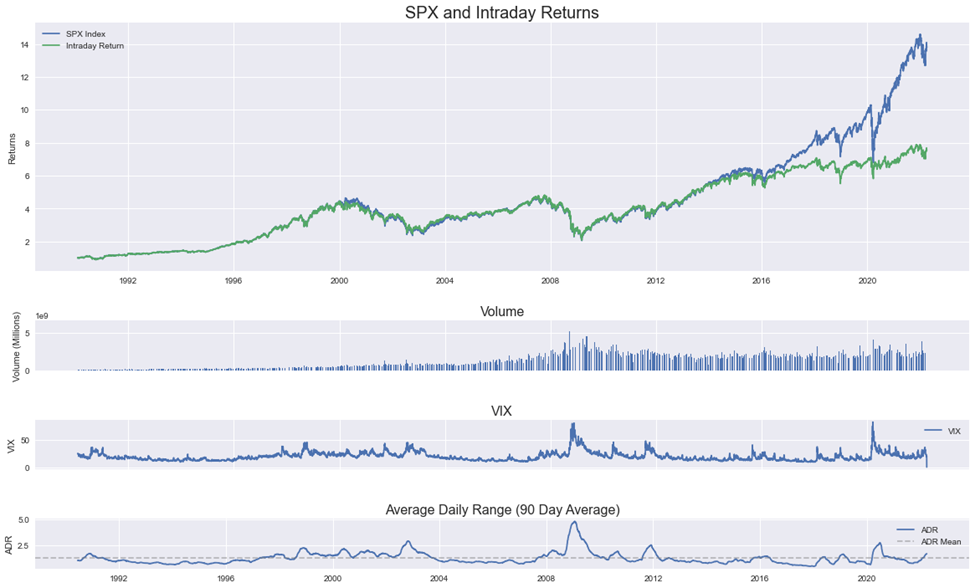 SPX and Intraday Returns
SPX Index
Intraday Return
Returns
14
12
10
8
6
4
2
1992 1996 2000 2004 2008 2012 2016 2020
Volume
1e9
Volume (Millions)
5
0
VIX
VIX
50
0
VIX
Average Daily Range (90 Day Average)
ADR
5.0
2.5
ADR
ADR Mean
1992 1996 2000 2004 2008 2012 2016 2020